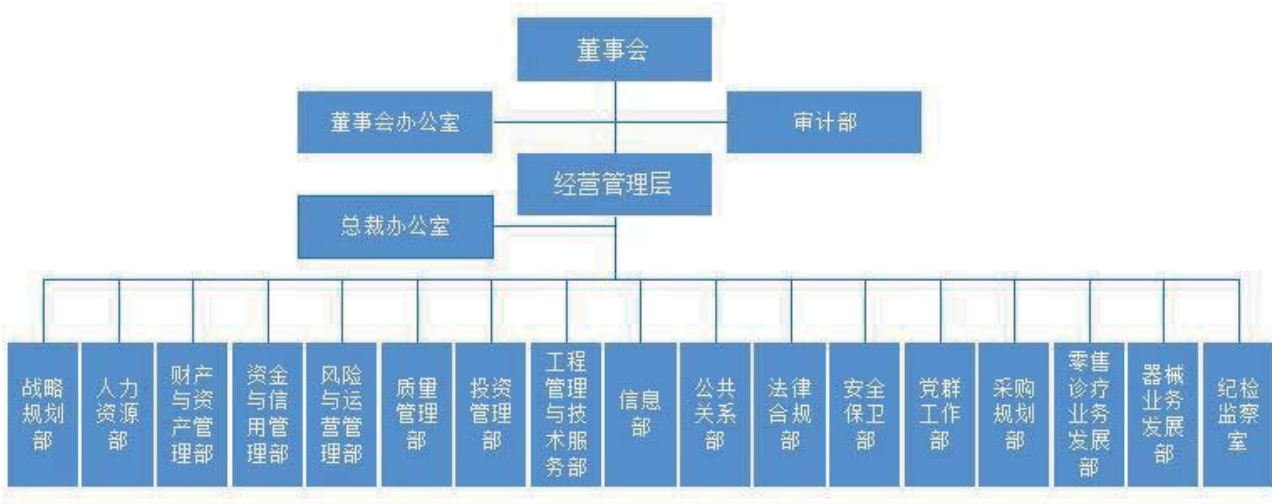 董事会
董事会办公室
审计部
经营管理层
总裁办公室
战略
规划
部
人力
资源
部
财产
与资
产管
理部
资金
与信
用管
理部
风险
与运
营管
理部
质量
管理
部
投资
管理
部
工程
管理
与技
术服
务部
信息
部
公共
关系
部
法律
合规
部
安全
保卫
部
党群
工作
部
采购
规划
部
零售
诊疗
业务
发展
部
器械
业务
发展
部
纪检
监察
室